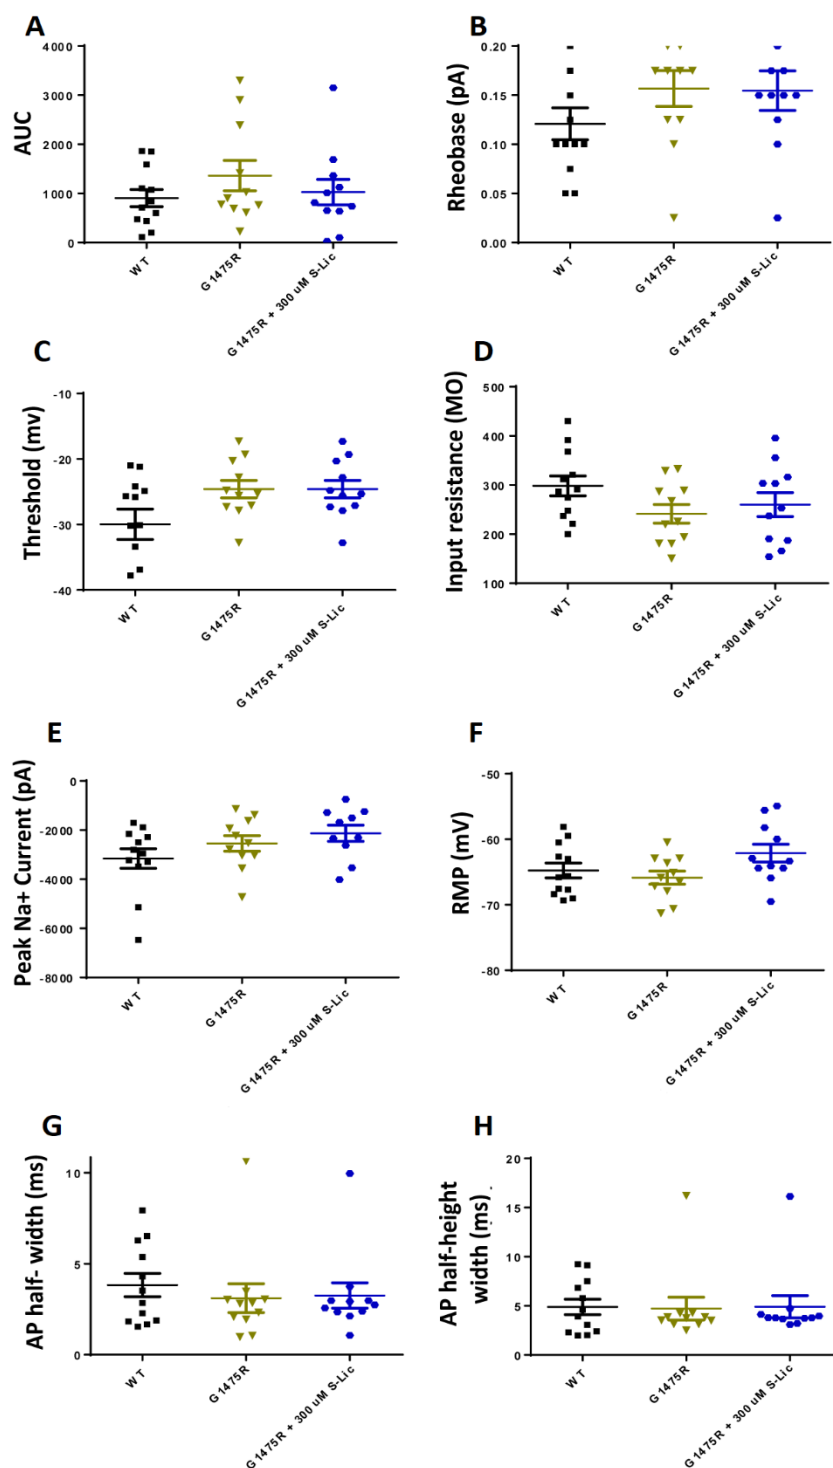 A
AUC
4000
3000
2000
1000
0
WT
G1475R
G1475R + 300 uM S-Lic
B
Rheobase (pA)
0.20
0.15
0.10
0.05
0.00
WT
G1475R
G1475R + 300 uM S-Lic
C
Threshold (mv)
-10
-20
-30
-40
WT
G1475R
G1475R + 300 uM S-Lic
D
Input resistance (MO)
500
400
300
200
100
WT
G1475R
G1475R + 300 uM S-Lic
E
Peak Na+ Current (pA)
0
-2000
-4000
-6000
-8000
WT
G1475R
G1475R + 300 uM S-Lic
F
RMP (mV)
-50
-60
-70
-80
WT
G1475R
G1475R + 300 uM S-Lic
G
AP half- width (ms)
10
5
0
WT
G1475R
G1475R + 300 uM S-Lic
H
AP half-height
width (ms)
20
15
10
5
0
WT
G1475R
G1475R + 300 uM S-Lic